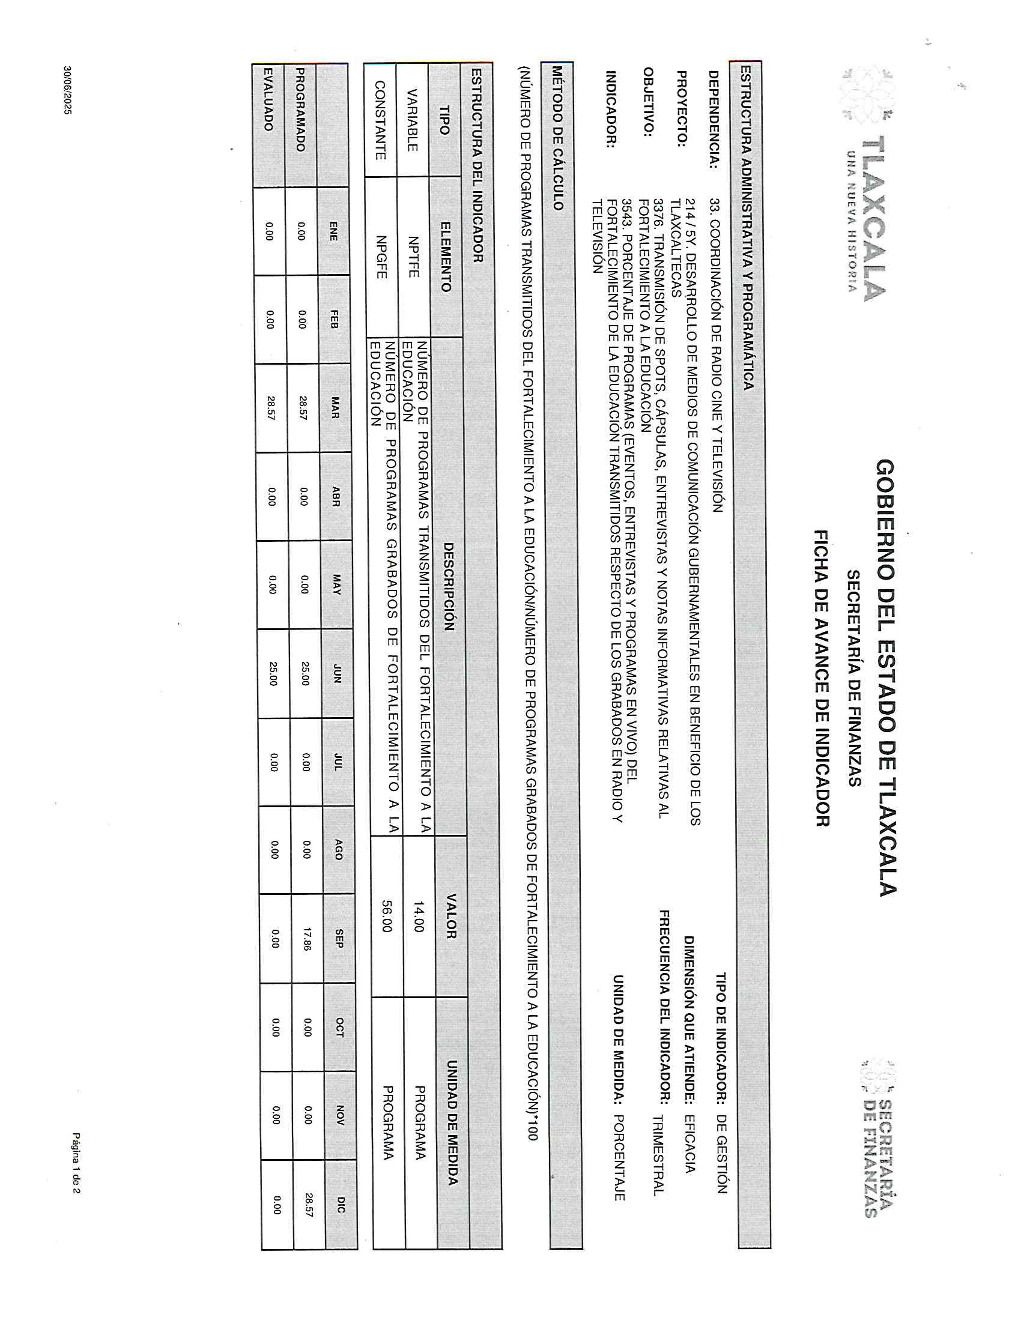 TLAXCALA
UNA NUEVA HISTORIA
GOBIERNO DEL ESTADO DE TLAXCALA
SECRETARÍA DE FINANZAS
FICHA DE AVANCE DE INDICADOR
SECRETARÍA
DE FINANZAS
ESTRUCTURA ADMINISTRATIVA Y PROGRAMÁTICA
DEPENDENCIA: 33. COORDINACIÓN DE RADIO CINE Y TELEVISIÓN
PROYECTO: 214 / 5Y. DESARROLLO DE MEDIOS DE COMUNICACIÓN GUBERNAMENTALES EN BENEFICIO DE LOS
TLAXCALTECAS
OBJETIVO: 3376. TRANSMISIÓN DE SPOTS, CÁPSULAS, ENTREVISTAS Y NOTAS INFORMATIVAS RELATIVAS AL
FORTALECIMIENTO A LA EDUCACIÓN
INDICADOR: 3543. PORCENTAJE DE PROGRAMAS (EVENTOS, ENTREVISTAS Y PROGRAMAS EN VIVO) DEL
FORTALECIMIENTO DE LA EDUCACIÓN TRANSMITIDOS RESPECTO DE LOS GRABADOS EN RADIO Y
TELEVISIÓN
TIPO DE INDICADOR: DE GESTIÓN
DIMENSIÓN QUE ATIENDE: EFICACIA
FRECUENCIA DEL INDICADOR: TRIMESTRAL
UNIDAD DE MEDIDA: PORCENTAJE
MÉTODO DE CÁLCULO
(NÚMERO DE PROGRAMAS TRANSMITIDOS DEL FORTALECIMIENTO A LA EDUCACIÓN/NÚMERO DE PROGRAMAS GRABADOS DE FORTALECIMIENTO A LA EDUCACIÓN)*100
ESTRUCTURA DEL INDICADOR
TIPO ELEMENTO DESCRIPCIÓN VALOR UNIDAD DE MEDIDA
VARIABLE NPTFE NÚMERO DE PROGRAMAS TRANSMITIDOS DEL FORTALECIMIENTO A LA EDUCACIÓN 14.00 PROGRAMA
CONSTANTE NPGFE NÚMERO DE PROGRAMAS GRABADOS DE FORTALECIMIENTO A LA EDUCACIÓN 56.00 PROGRAMA
ENE FEB MAR ABR MAY JUN JUL AGO SEP OCT NOV DIC
PROGRAMADO 0.00 0.00 28.57 0.00 0.00 25.00 0.00 0.00 17.86 0.00 0.00 28.57
EVALUADO 0.00 0.00 28.57 0.00 0.00 25.00 0.00 0.00 0.00 0.00 0.00 0.00
30/06/2025
Página 1 de 2